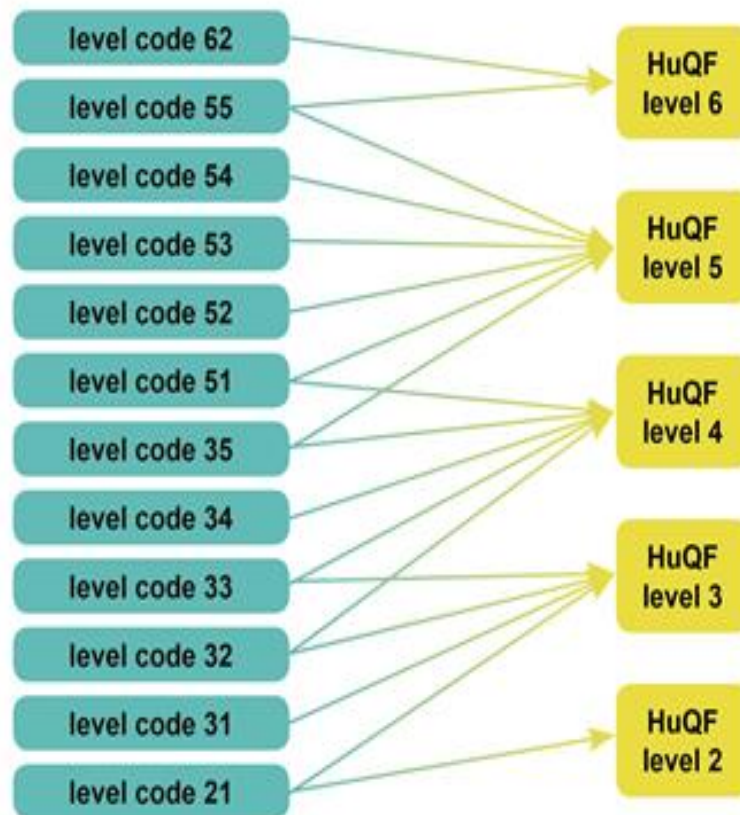 level code 62
level code 55
level code 54
level code 53
level code 52
level code 51
level code 35
level code 34
level code 33
level code 32
level code 31
level code 21
HuQF
level 6
HuQF
level 5
HuQF
level 4
HuQF
level 3
HuQF
level 2